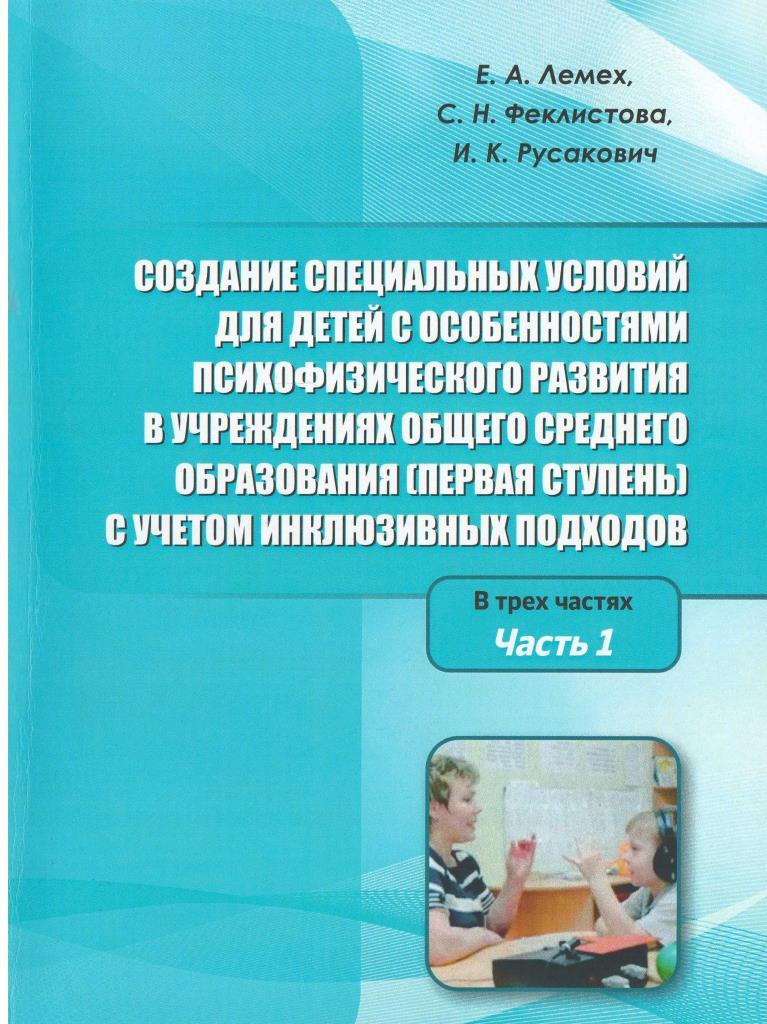 Е. А. Лемех,
С. Н. Феклистова,
И. К. Русакович
СОЗДАНИЕ СПЕЦИАЛЬНЫХ УСЛОВИЙ
ДЛЯ ДЕТЕЙ С ОСОБЕННОСТЯМИ
ПСИХОФИЗИЧЕСКОГО РАЗВИТИЯ
В УЧРЕЖДЕНИЯХ ОБЩЕГО СРЕДНЕГО
ОБРАЗОВАНИЯ (ПЕРВАЯ СТУПЕНЬ)
С УЧЕТОМ ИНКЛЮЗИВНЫХ ПОДХОДОВ
В трех частях
Часть 1